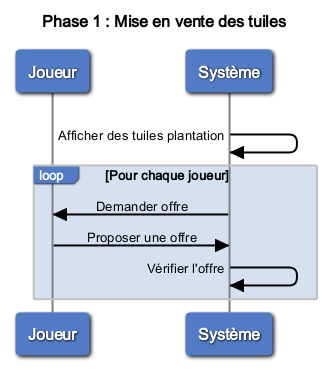 Phase 1 : Mise en vente des tuiles
Joueur
Système
Afficher des tuiles plantation
loop
[Pour chaque joueur]
Demander offre
Proposer une offre
Vérifier l'offre
Joueur
Système